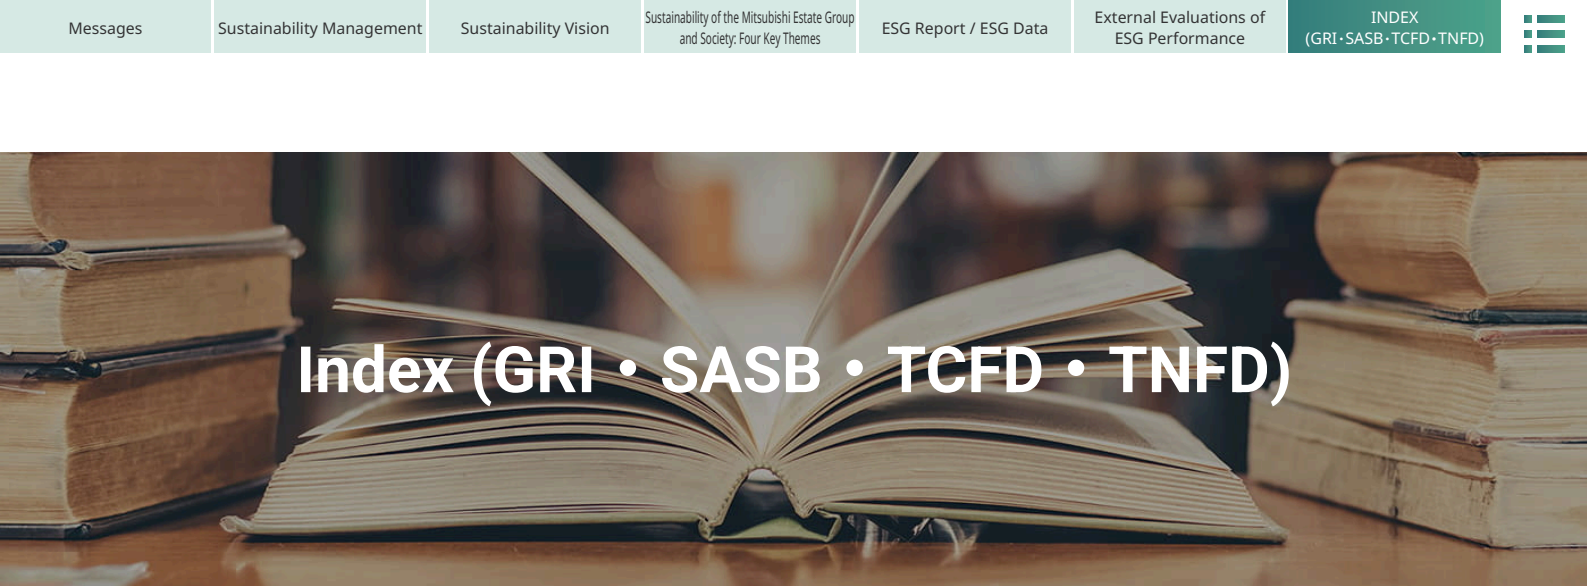 Messages
Sustainability Management
Sustainability Vision
Sustainability of the Mitsubishi Estate Group
and Society: Four Key Themes
ESG Report / ESG Data
External Evaluations of
ESG Performance
INDEX
(GRI・SASB・TCFD・TNFD)
Index (GRI・SASB・TCFD・TNFD)